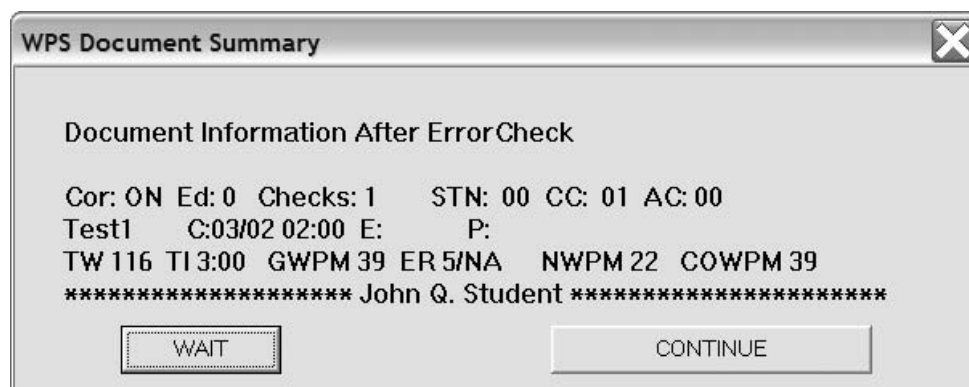 WPS Document Summary
Document Information After ErrorCheck
Cor: ON Ed: 0 Checks: 1 STN: 00 CC: 01 AC: 00
Test1 C:03/02 02:00 E: P:
TW 116 TI 3:00 GWPM 39 ER 5/NA NWPM 22 COWPM 39
******************** John Q. Student **********************
WAIT CONTINUE